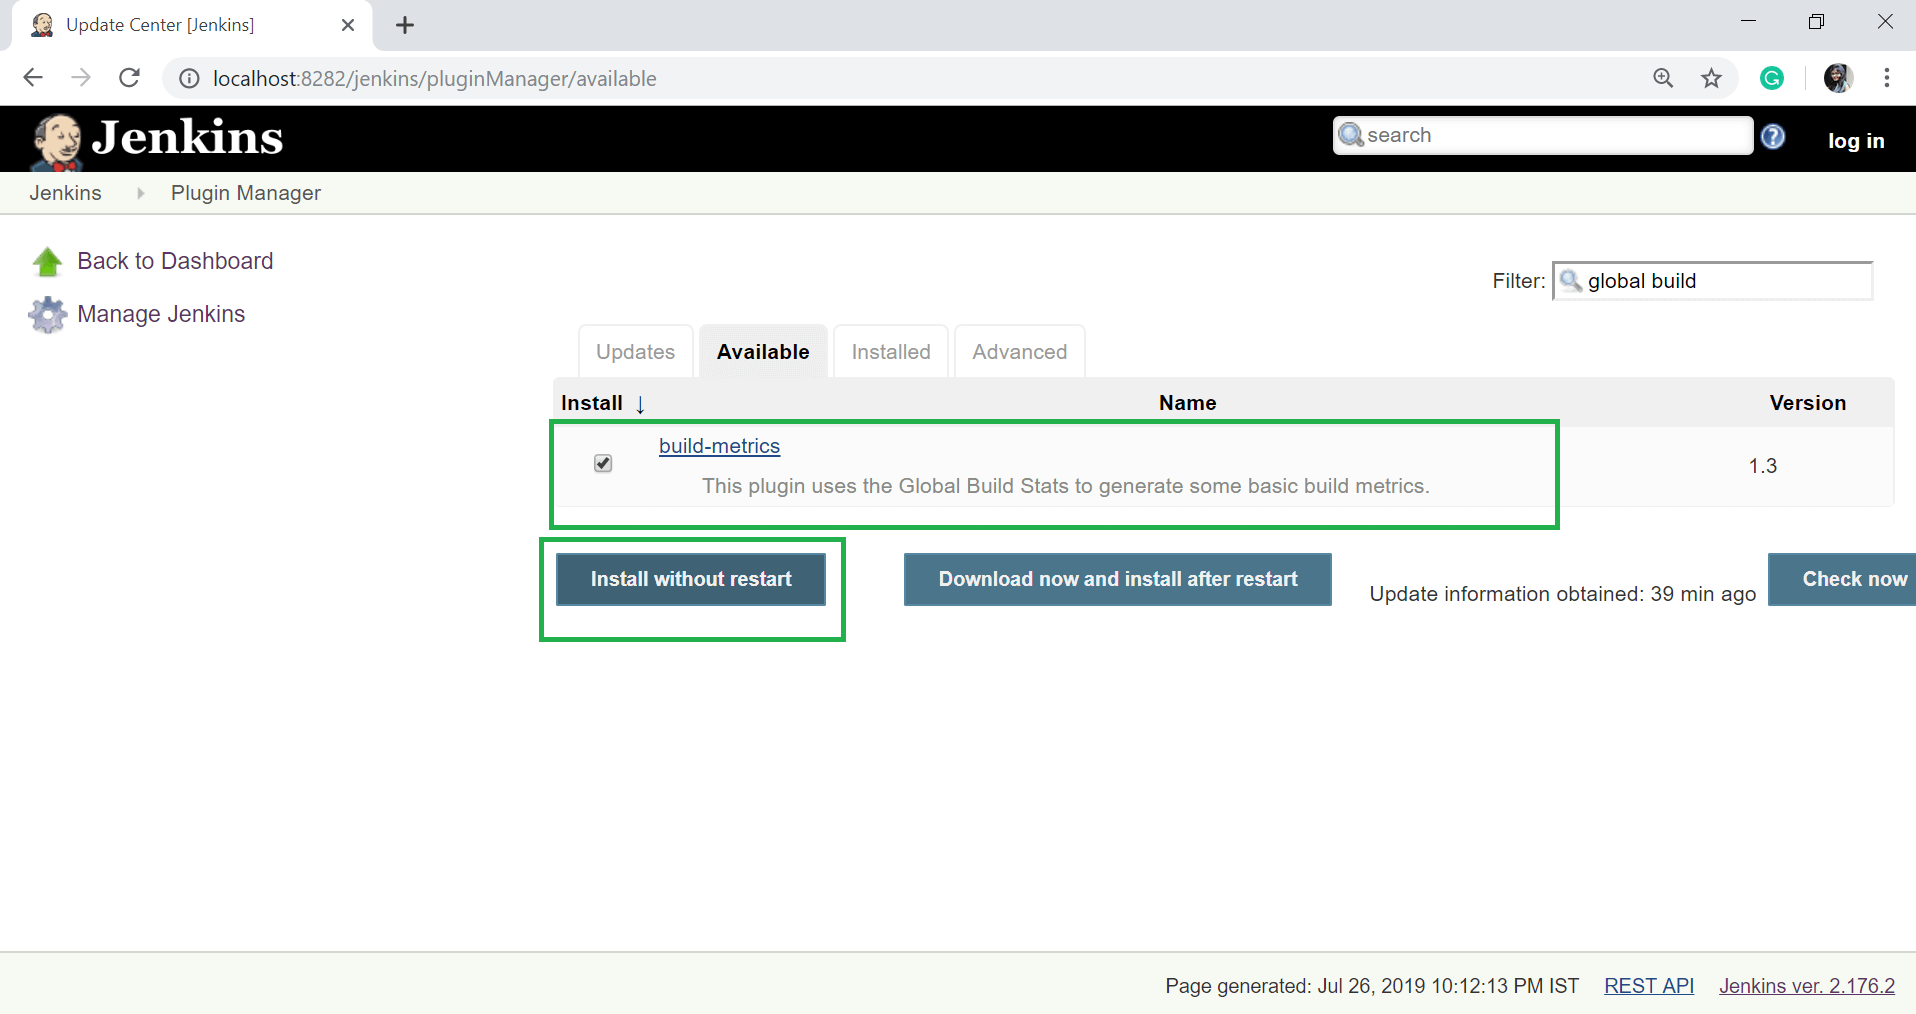 Update Center [Jenkins]
localhost:8282/jenkins/pluginManager/available
Jenkins
search
log in
Jenkins Plugin Manager
Back to Dashboard
Manage Jenkins
Filter: global build
Updates Available Installed Advanced
Install ↓ Name Version
build-metrics
This plugin uses the Global Build Stats to generate some basic build metrics.
1.3
Install without restart Download now and install after restart Update information obtained: 39 min ago Check now
Page generated: Jul 26, 2019 10:12:13 PM IST REST API Jenkins ver. 2.176.2